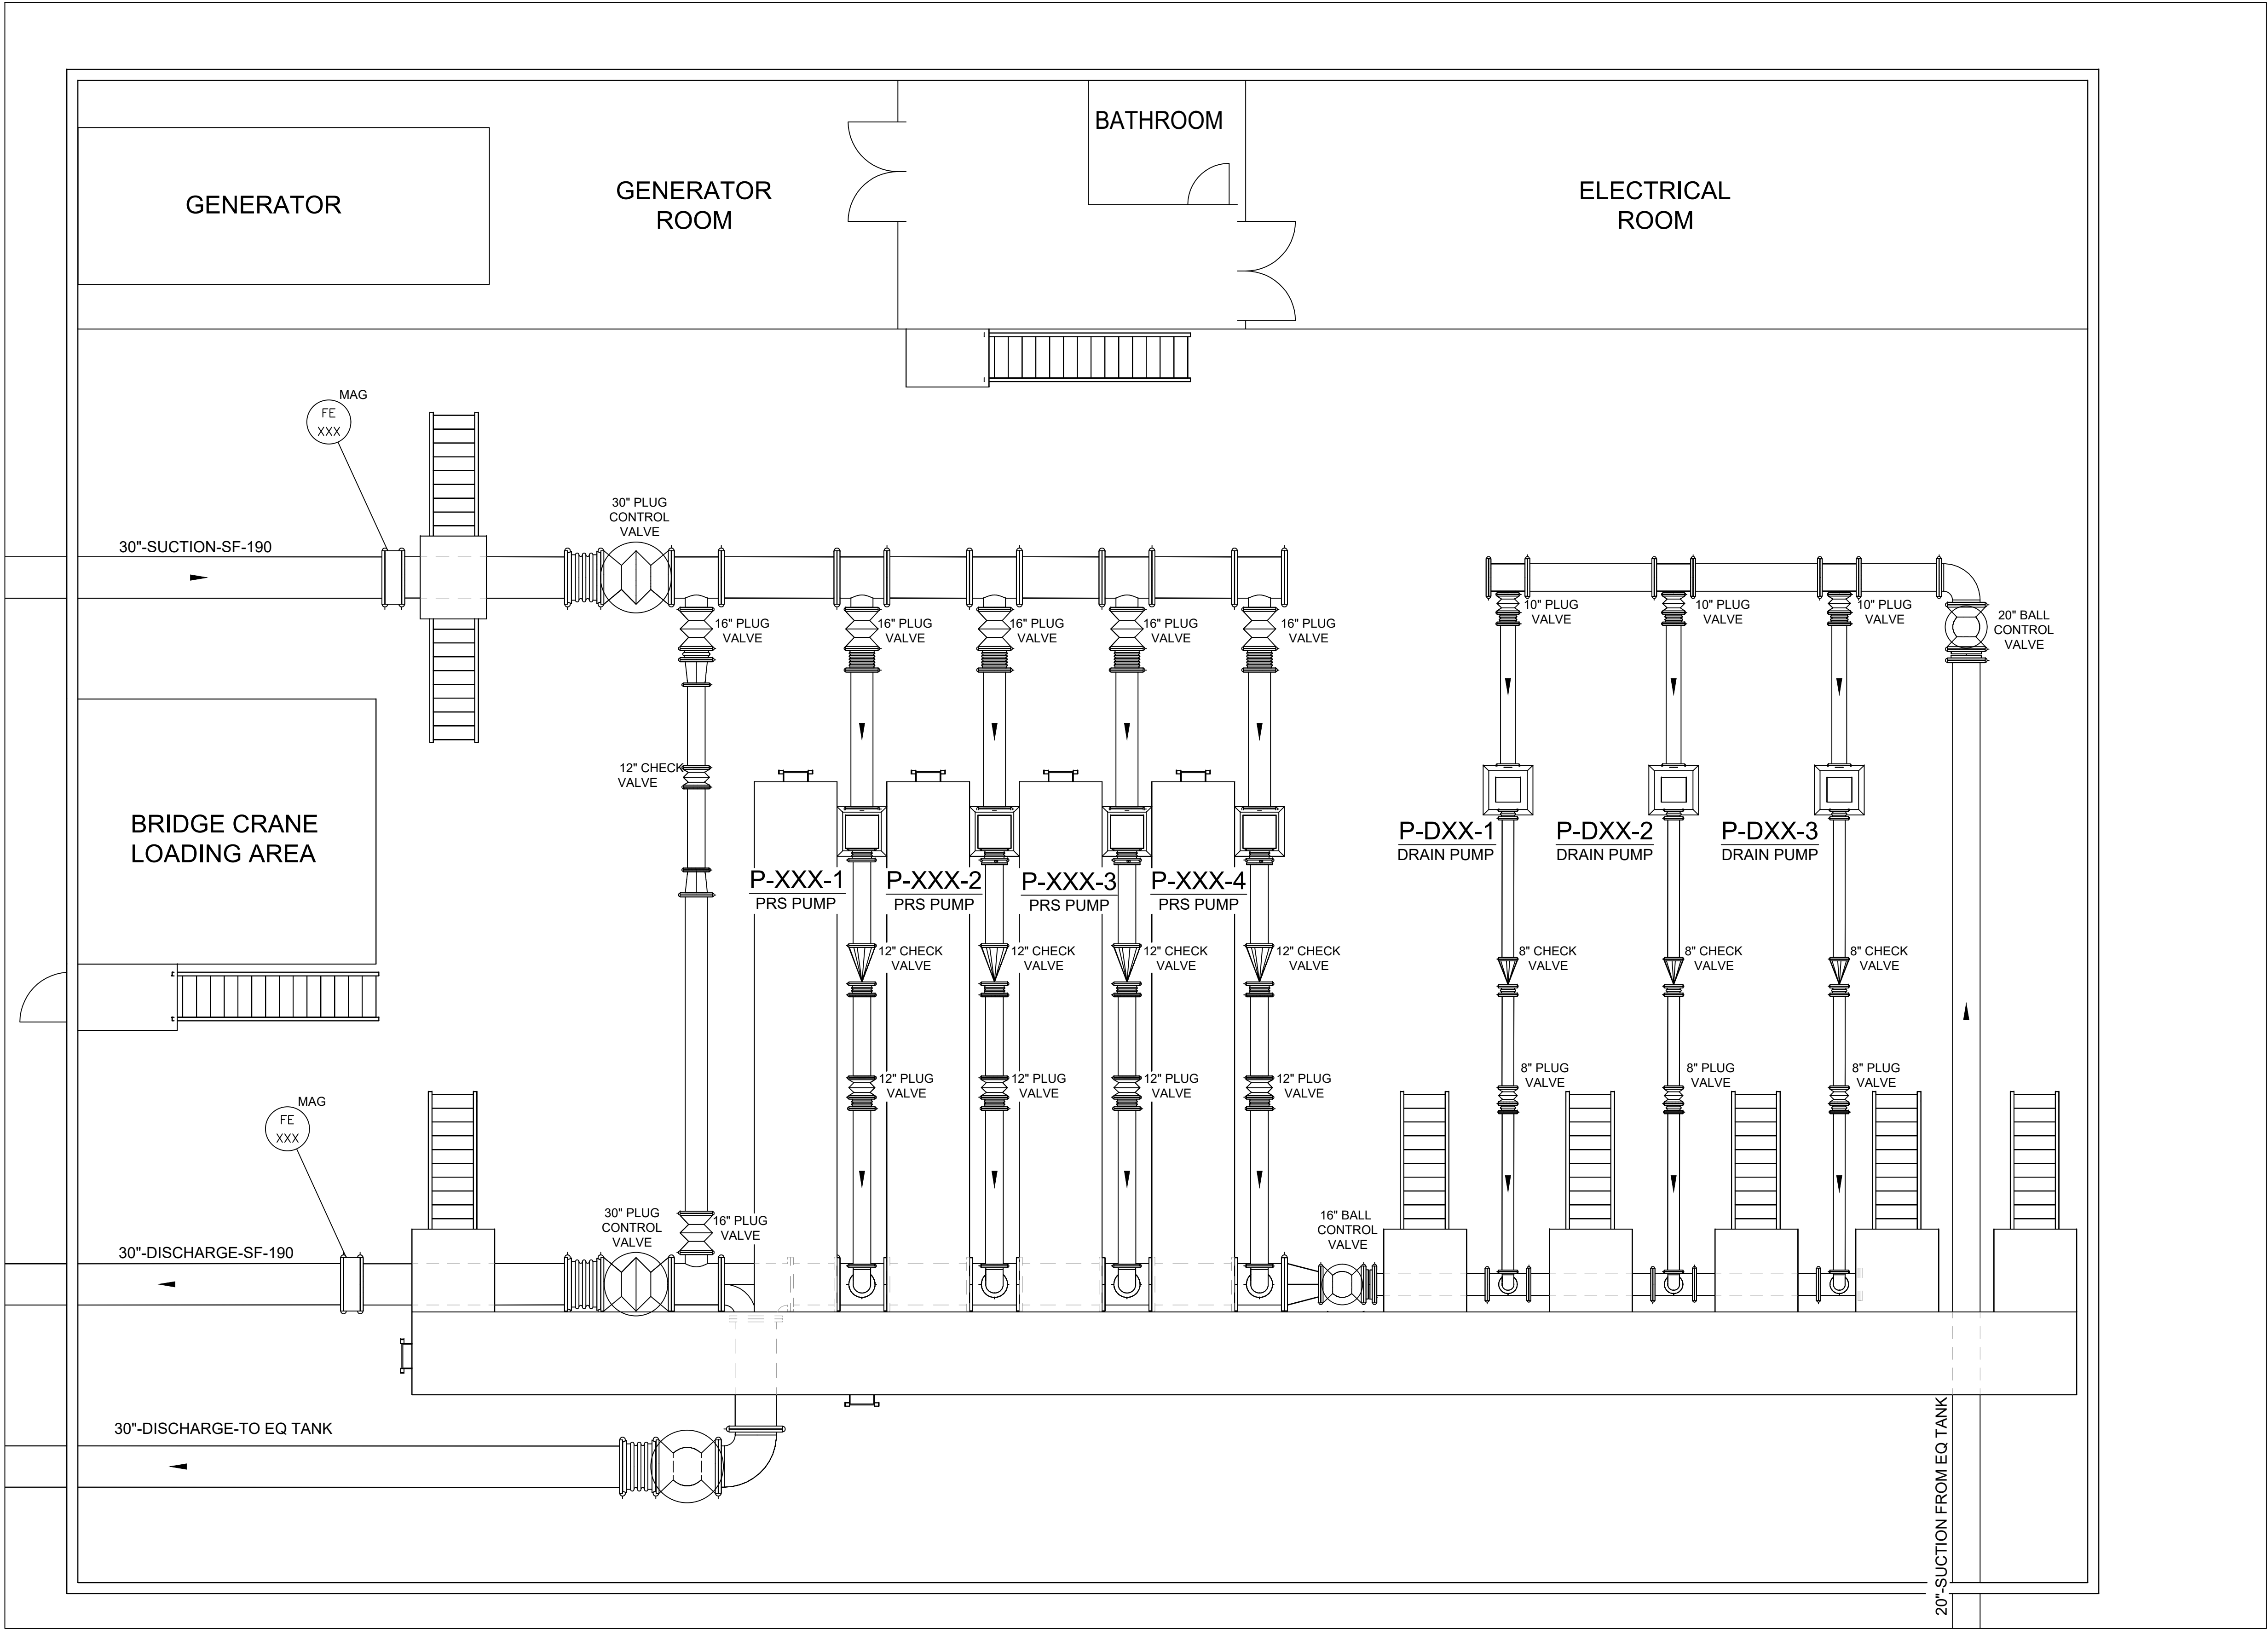 BATHROOM
GENERATOR
GENERATOR
ROOM
ELECTRICAL
ROOM
MAG
FE
XXX
30" PLUG
CONTROL
VALVE
30"-SUCTION-SF-190
16" PLUG
VALVE
16" PLUG
VALVE
16" PLUG
VALVE
16" PLUG
VALVE
16" PLUG
VALVE
10" PLUG
VALVE
10" PLUG
VALVE
10" PLUG
VALVE
20" BALL
CONTROL
VALVE
12" CHECK
VALVE
BRIDGE CRANE
LOADING AREA
P-XXX-1
PRS PUMP
P-XXX-2
PRS PUMP
P-XXX-3
PRS PUMP
P-XXX-4
PRS PUMP
P-DXX-1
DRAIN PUMP
P-DXX-2
DRAIN PUMP
P-DXX-3
DRAIN PUMP
12" CHECK
VALVE
12" CHECK
VALVE
12" CHECK
VALVE
12" CHECK
VALVE
8" CHECK
VALVE
8" CHECK
VALVE
8" CHECK
VALVE
12" PLUG
VALVE
12" PLUG
VALVE
12" PLUG
VALVE
12" PLUG
VALVE
8" PLUG
VALVE
8" PLUG
VALVE
8" PLUG
VALVE
MAG
FE
XXX
30" PLUG
CONTROL
VALVE
16" PLUG
VALVE
16" BALL
CONTROL
VALVE
30"-DISCHARGE-SF-190
30"-DISCHARGE-TO EQ TANK
20"-SUCTION FROM EQ TANK